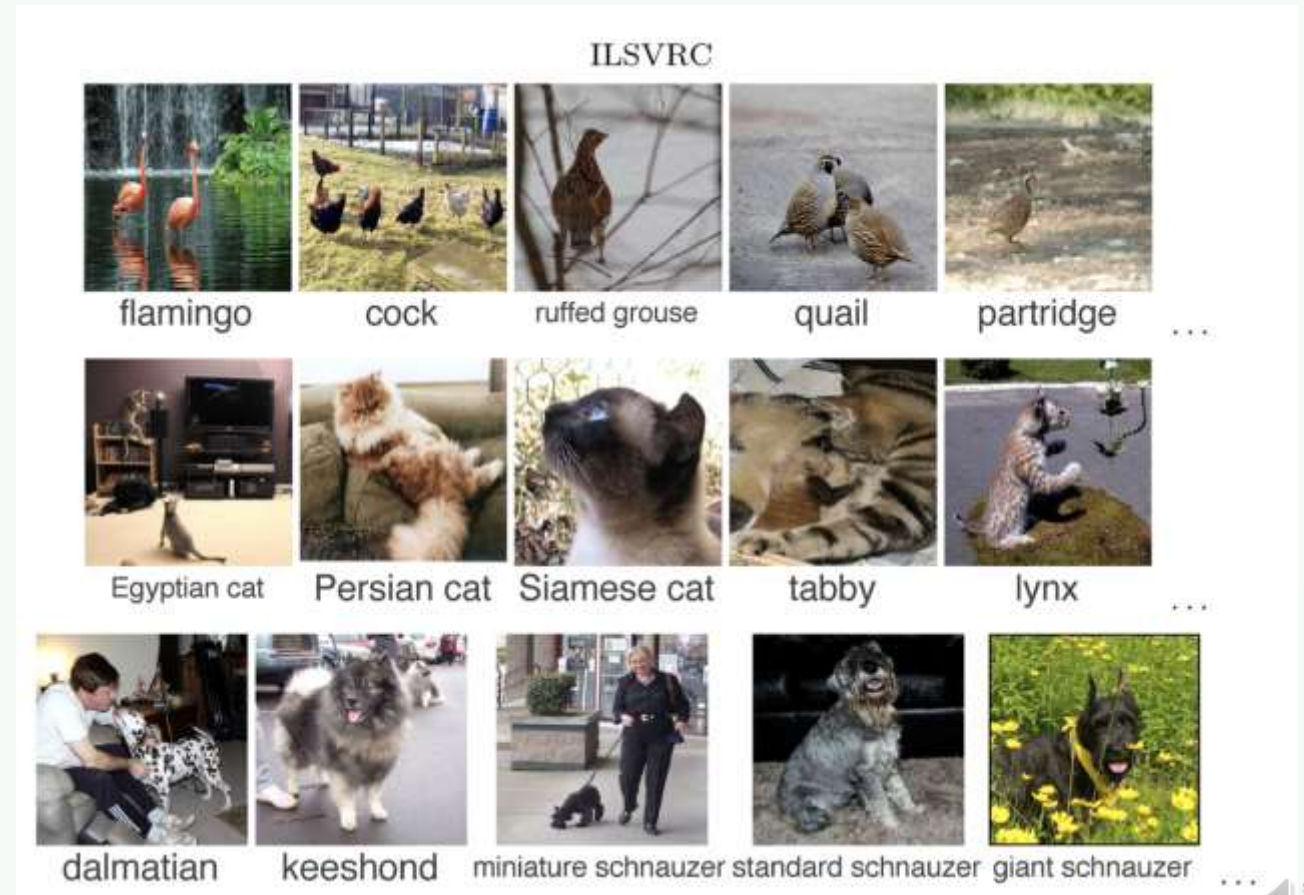 ILSVRC
flamingo cock ruffed grouse quail partridge ...
Egyptian cat Persian cat Siamese cat tabby lynx ...
dalmatian keeshond miniature schnauzer standard schnauzer giant schnauzer ...